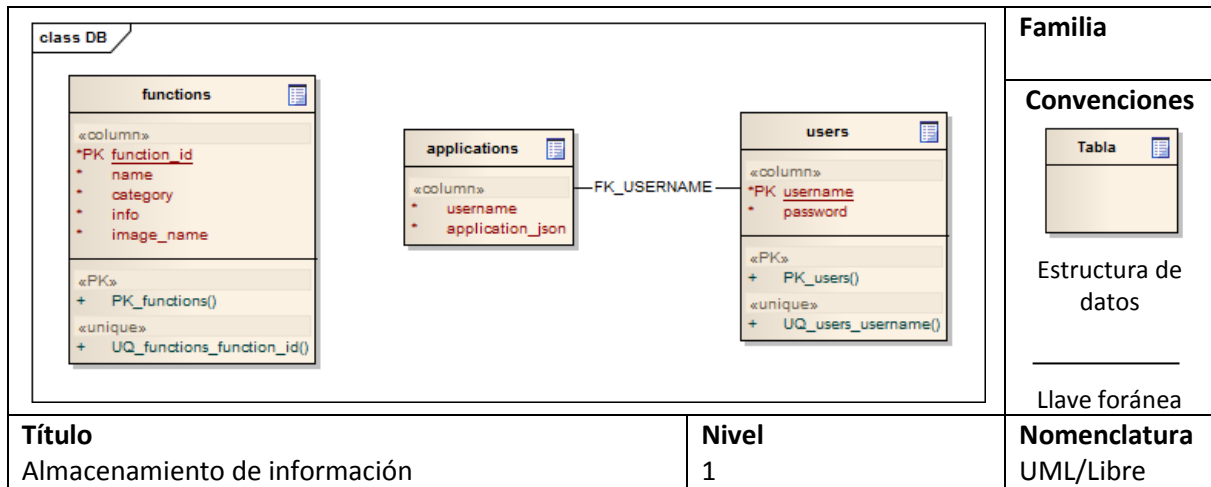 class DB
functions
«column»
*PK function_id
* name
* category
* info
* image_name
«PK»
+ PK_functions()
«unique»
+ UQ_functions_function_id()
applications
«column»
* username
* application_json
FK_USERNAME
users
«column»
*PK username
* password
«PK»
+ PK_users()
«unique»
+ UQ_users_username()
Familia
Convenciones
Tabla
Estructura de
datos
Llave foránea
Título
Almacenamiento de información
Nivel
1
Nomenclatura
UML/Libre